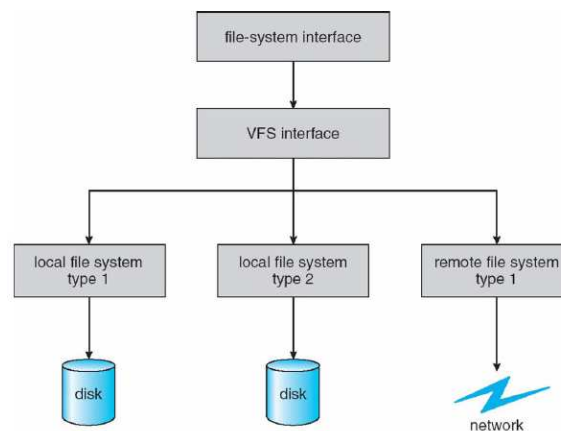 file-system interface
VFS interface
local file system
type 1
local file system
type 2
remote file system
type 1
disk
disk
network